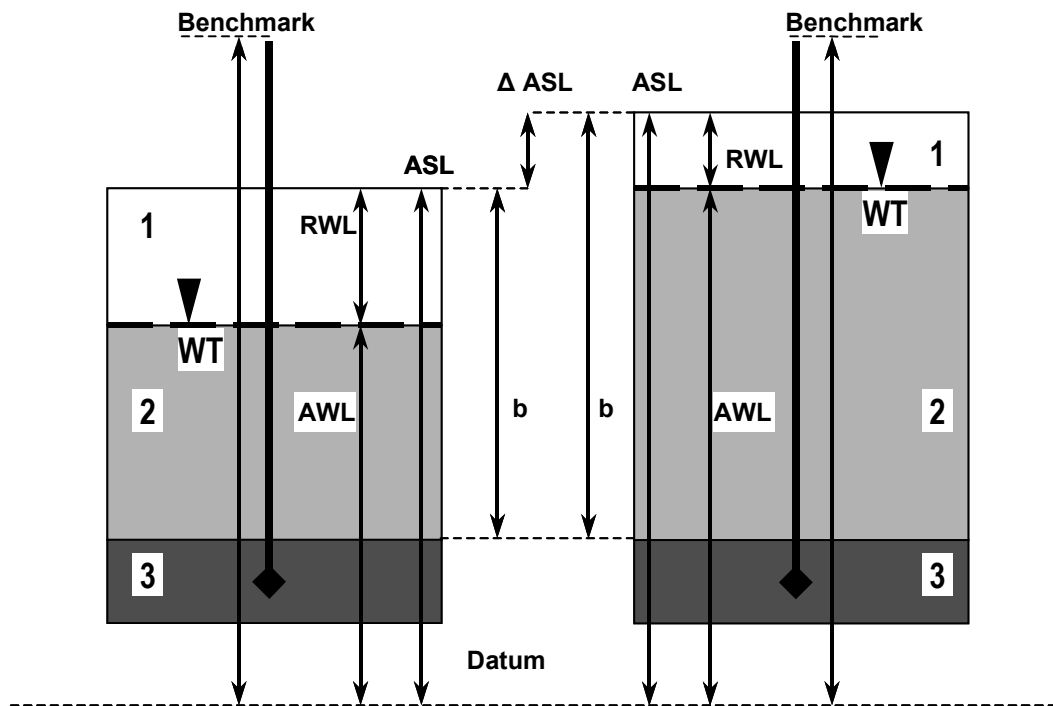 Benchmark
Benchmark
Δ ASL
ASL
ASL
RWL
1
1
RWL
WT
WT
2
AWL
b
b
AWL
2
3
3
Datum